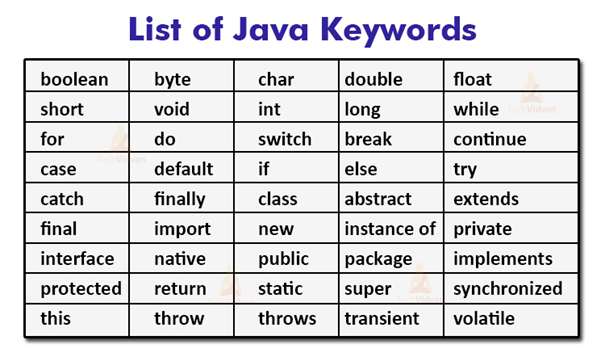 List of Java Keywords
boolean byte char double float
short void int long while
for do switch break continue
case default if else try
catch finally class abstract extends
final import new instance of private
interface native public package implements
protected return static super synchronized
this throw throws transient volatile